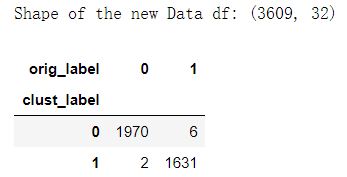 Shape of the new Data df: (3609, 32)
orig_label 0 1
clust_label
0 1970 6
1 2 1631